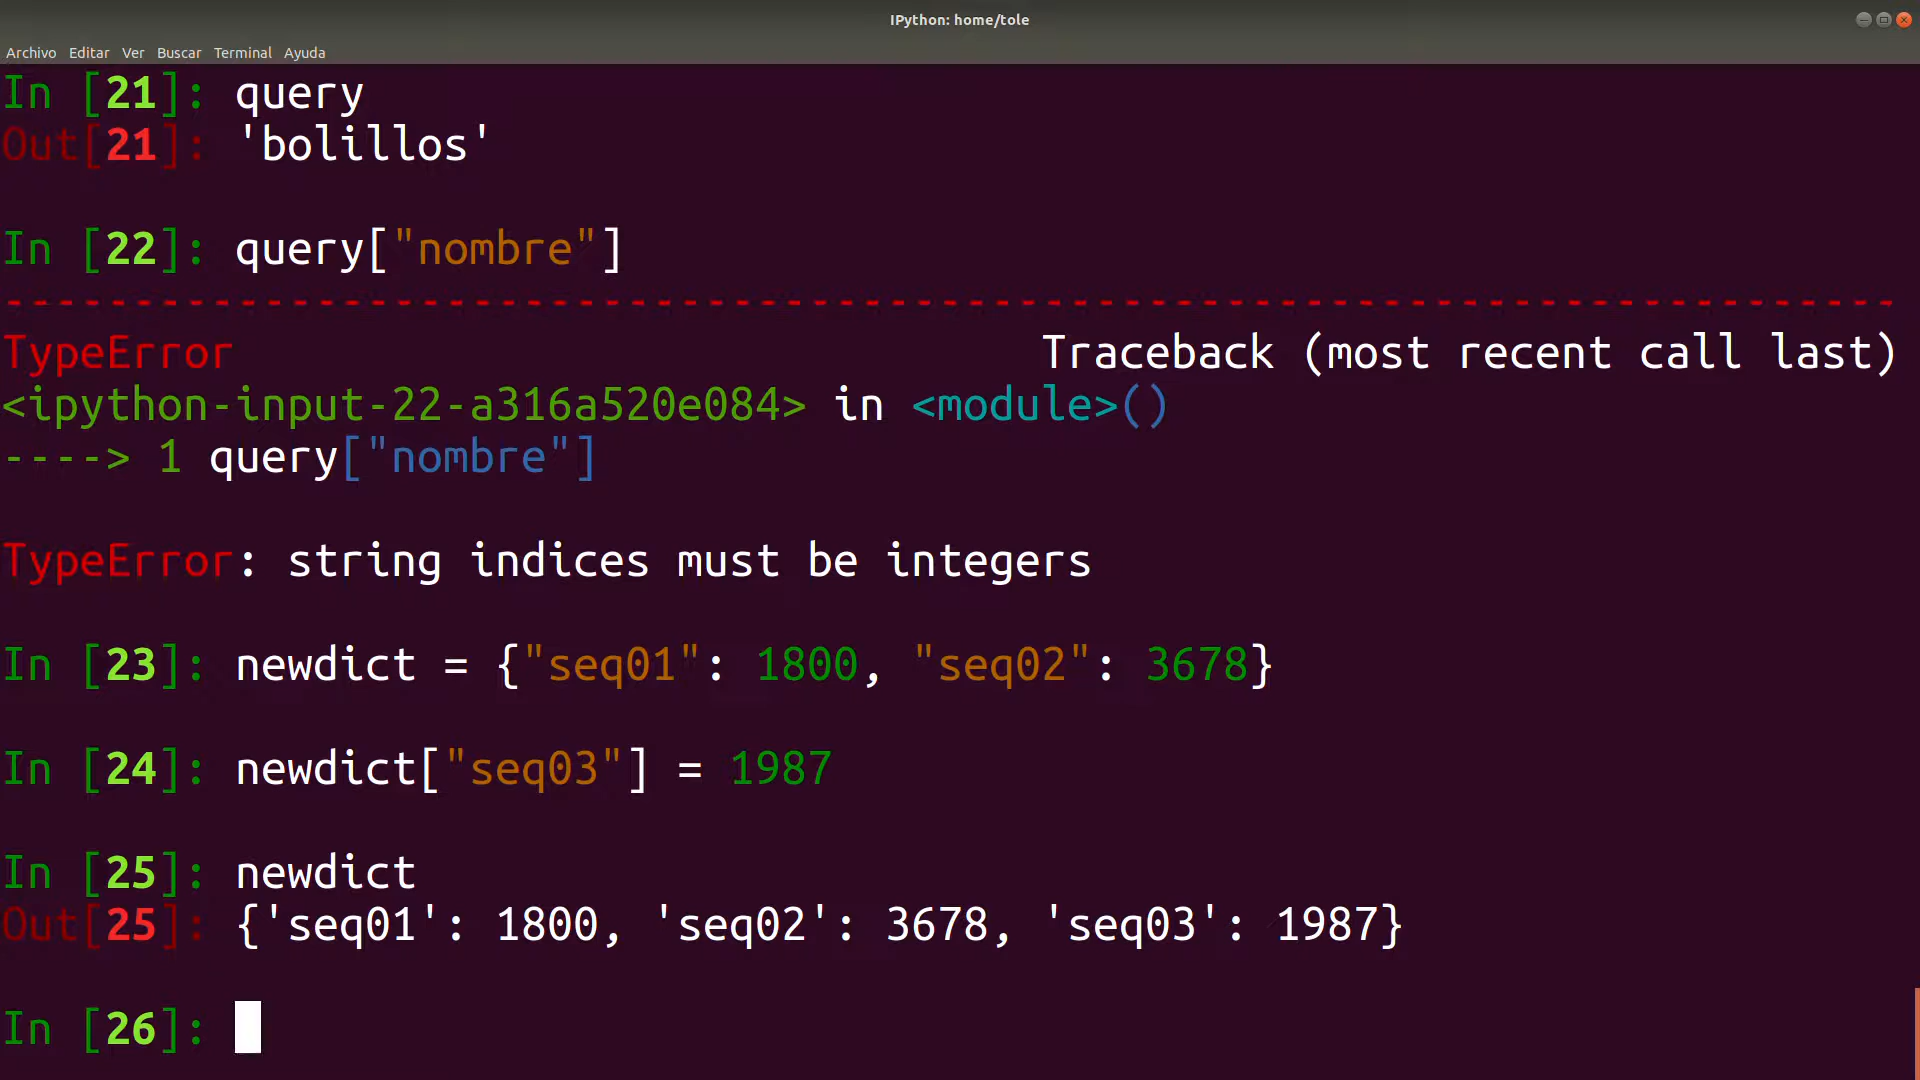 IPython: home/tole
Archivo Editar Ver Buscar Terminal Ayuda
In [21]: query
Out[21]: 'bolillos'
In [22]: query["nombre"]
---------------------------------------------------------------------------
TypeError                                 Traceback (most recent call last)
<ipython-input-22-a316a520e084> in <module>()
----> 1 query["nombre"]
TypeError: string indices must be integers
In [23]: newdict = {"seq01": 1800, "seq02": 3678}
In [24]: newdict["seq03"] = 1987
In [25]: newdict
Out[25]: {'seq01': 1800, 'seq02': 3678, 'seq03': 1987}
In [26]: